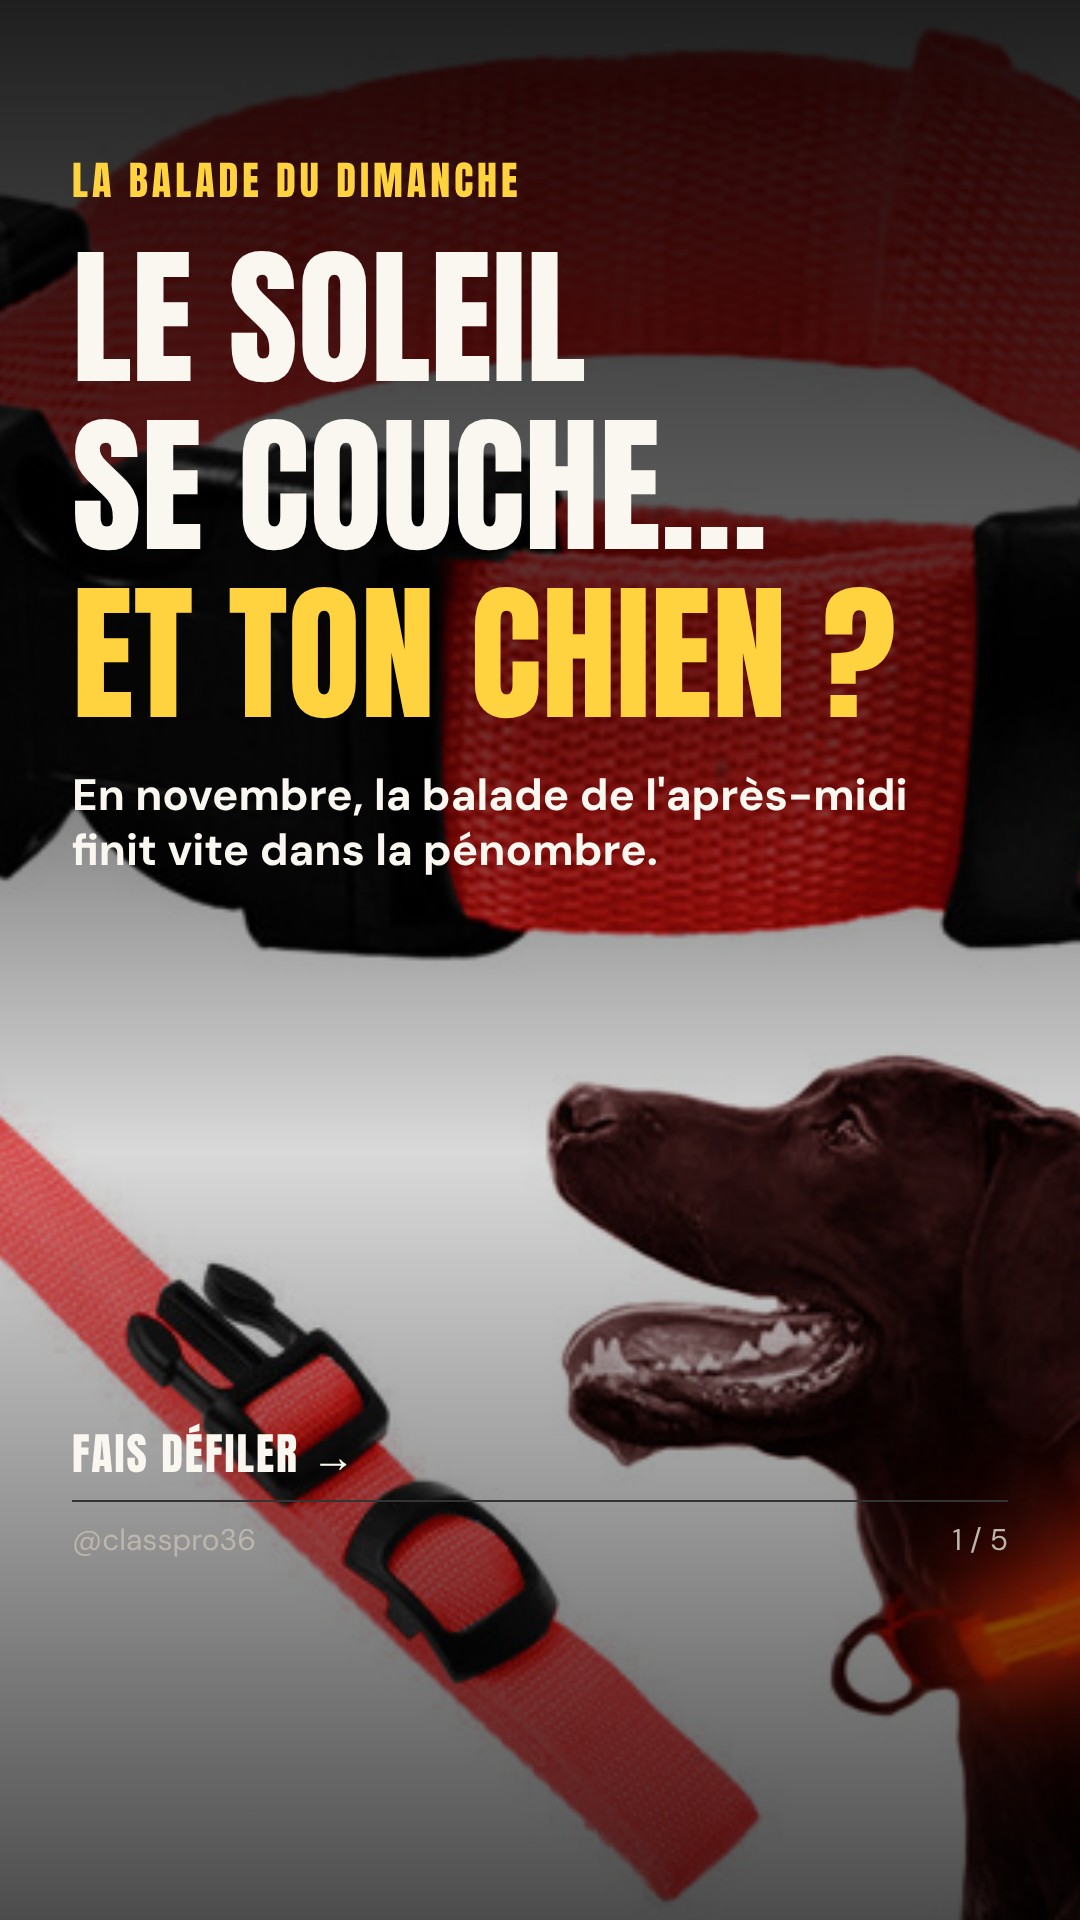 LA BALADE DU DIMANCHE
LE SOLEIL
SE COUCHE...
ET TON CHIEN ?
En novembre, la balade de l'après-midi
finit vite dans la pénombre.
FAIS DÉFILER →
@classpro36
1 / 5